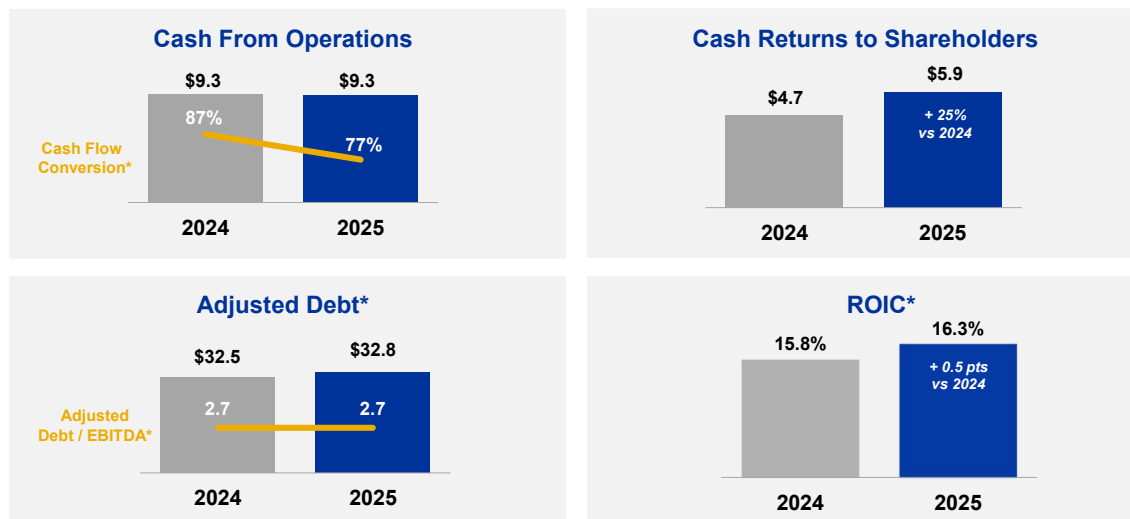 Cash From Operations
$9.3
$9.3
87%
77%
Cash Flow
Conversion*
2024
2025
Cash Returns to Shareholders
$4.7
$5.9
+ 25%
vs 2024
2024
2025
Adjusted Debt*
$32.5
$32.8
2.7
2.7
Adjusted
Debt / EBITDA*
2024
2025
ROIC*
15.8%
16.3%
+ 0.5 pts
vs 2024
2024
2025